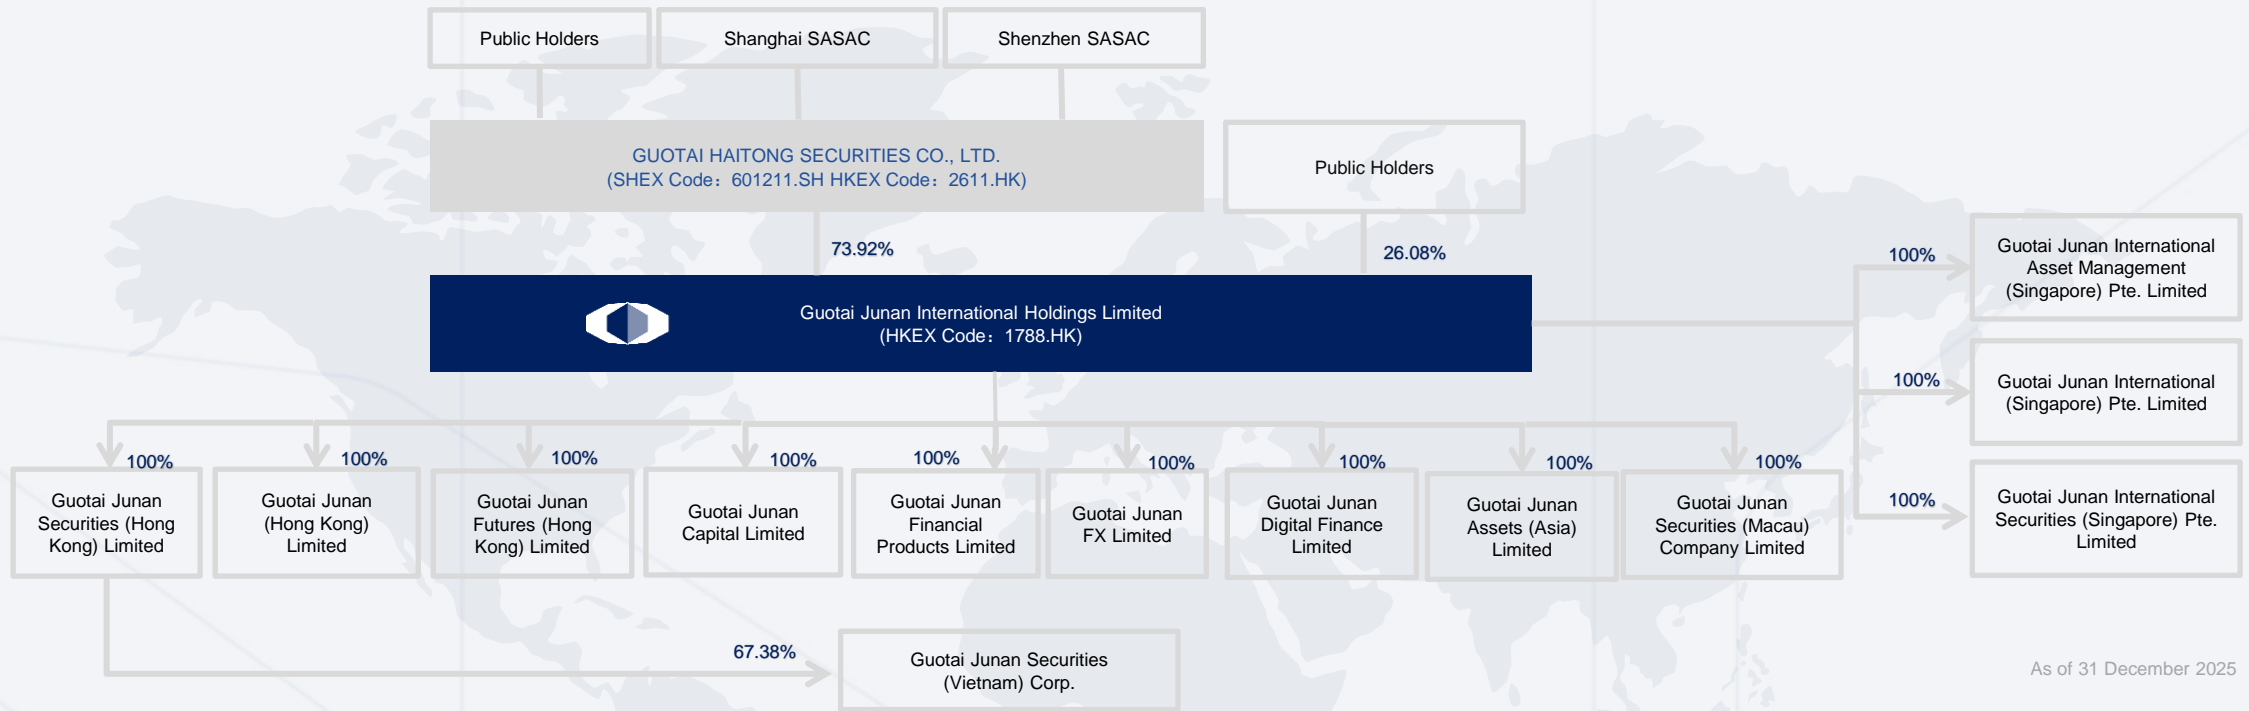 Public Holders
Shanghai SASAC
Shenzhen SASAC
GUOTAI HAITONG SECURITIES CO., LTD.
(SHEX Code：601211.SH HKEX Code：2611.HK)
Public Holders
73.92%
26.08%
Guotai Junan International Holdings Limited
(HKEX Code：1788.HK)
100%
Guotai Junan International
Asset Management
(Singapore) Pte. Limited
100%
Guotai Junan International
(Singapore) Pte. Limited
100%
Guotai Junan International
Securities (Singapore) Pte.
Limited
100%
Guotai Junan
Securities (Hong
Kong) Limited
100%
Guotai Junan
(Hong Kong)
Limited
100%
Guotai Junan
Futures (Hong
Kong) Limited
100%
Guotai Junan
Capital Limited
100%
Guotai Junan
Financial
Products Limited
100%
Guotai Junan
FX Limited
100%
Guotai Junan
Digital Finance
Limited
100%
Guotai Junan
Assets (Asia)
Limited
100%
Guotai Junan
Securities (Macau)
Company Limited
67.38%
Guotai Junan Securities
(Vietnam) Corp.
As of 31 December 2025